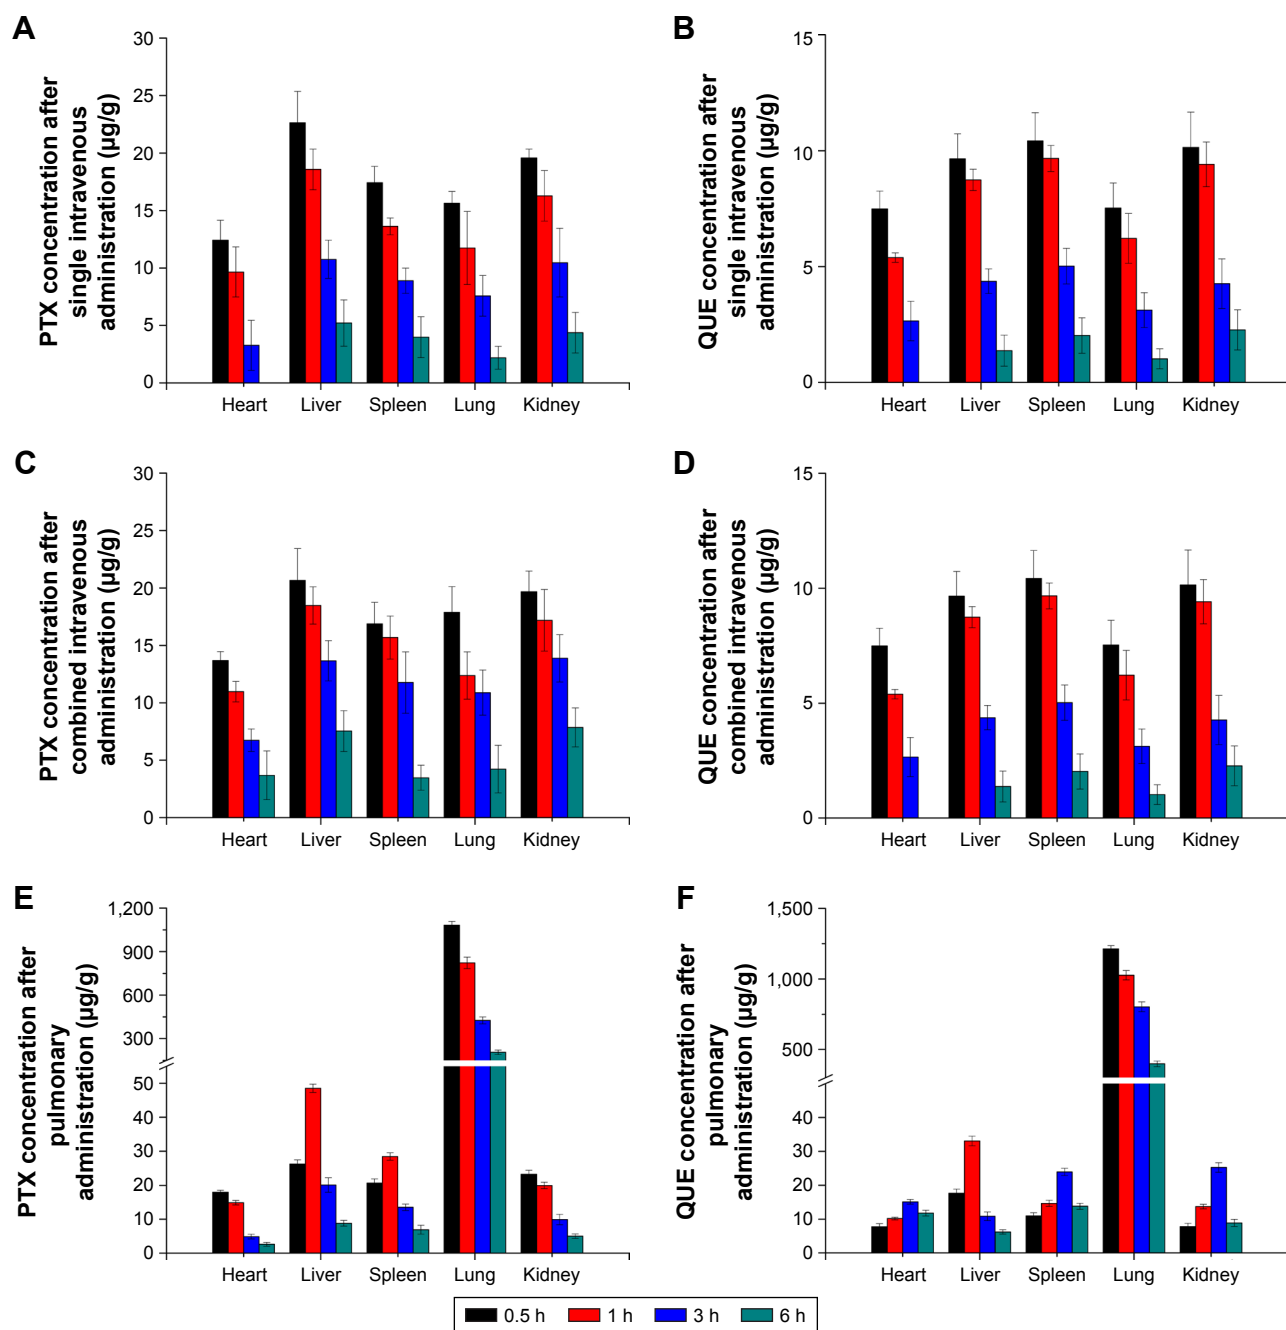 A
PTX concentration after
single intravenous
administration (μg/g)
30
25
20
15
10
5
0
Heart Liver Spleen Lung Kidney
B
QUE concentration after
single intravenous
administration (μg/g)
15
10
5
0
Heart Liver Spleen Lung Kidney
C
PTX concentration after
combined intravenous
administration (μg/g)
30
25
20
15
10
5
0
Heart Liver Spleen Lung Kidney
D
QUE concentration after
combined intravenous
administration (μg/g)
15
10
5
0
Heart Liver Spleen Lung Kidney
E
PTX concentration after
pulmonary
administration (μg/g)
1,200
900
600
300
50
40
30
20
10
0
Heart Liver Spleen Lung Kidney
F
QUE concentration after
pulmonary
administration (μg/g)
1,500
1,000
500
40
30
20
10
0
Heart Liver Spleen Lung Kidney
0.5 h 1 h 3 h 6 h